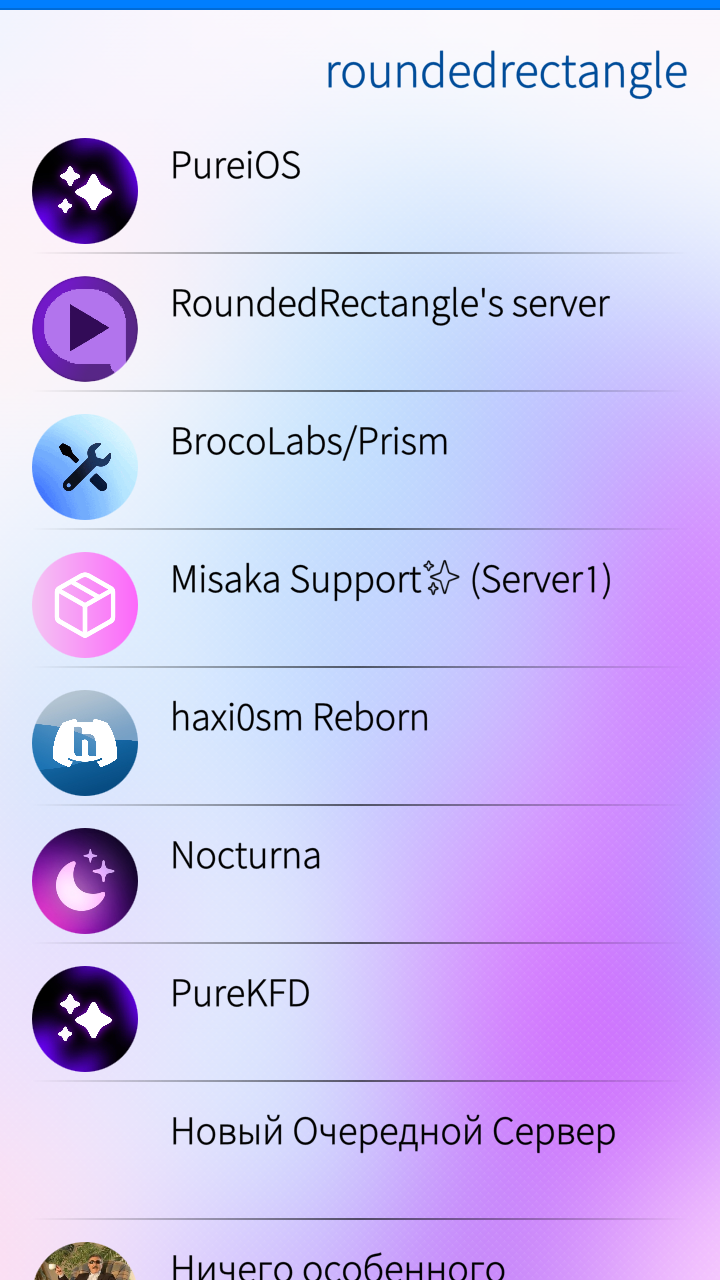 roundedrectangle
PureiOS
RoundedRectangle's server
BrocoLabs/Prism
Misaka Support✨ (Server1)
haxi0sm Reborn
h
Nocturna
PureKFD
Новый Очередной Сервер
Ничего особенного